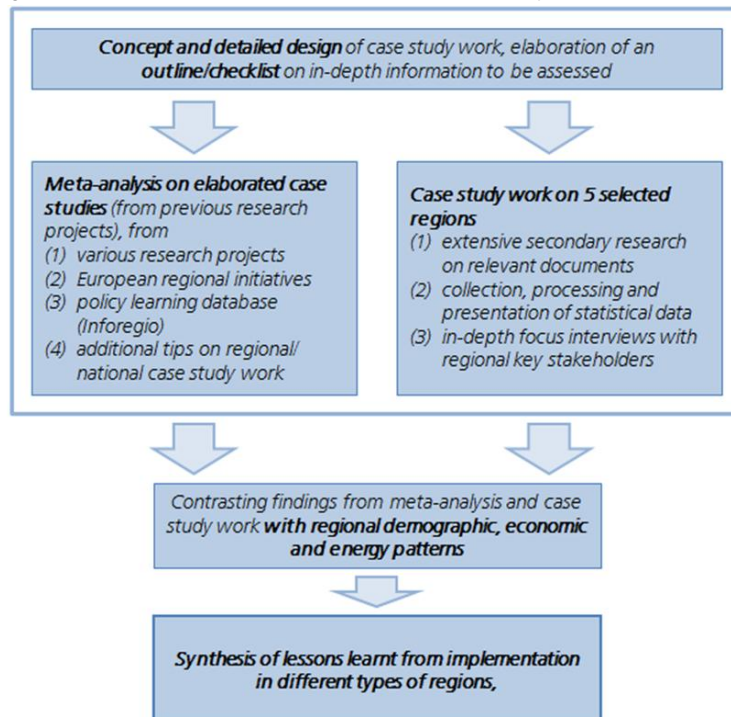 Concept and detailed design of case study work, elaboration of an
outline/checklist on in-depth information to be assessed
Meta-analysis on elaborated case
studies (from previous research
projects), from
(1) various research projects
(2) European regional initiatives
(3) policy learning database
(Inforegio)
(4) additional tips on regional/
national case study work
Case study work on 5 selected
regions
(1) extensive secondary research
on relevant documents
(2) collection, processing and
presentation of statistical data
(3) in-depth focus interviews with
regional key stakeholders
Contrasting findings from meta-analysis and case
study work with regional demographic, economic
and energy patterns
Synthesis of lessons learnt from implementation
in different types of regions,